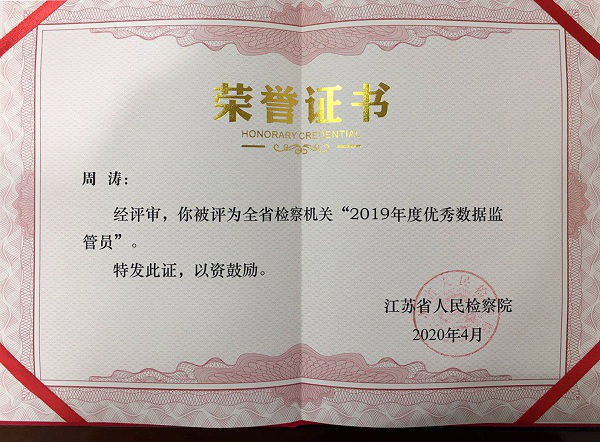 荣誉证书
HONORARY CREDENTIAL
周 涛：
经评审，你被评为全省检察机关“2019年度优秀数据监
管员”。
特发此证，以资鼓励。
江苏省人民检察院
2020年4月